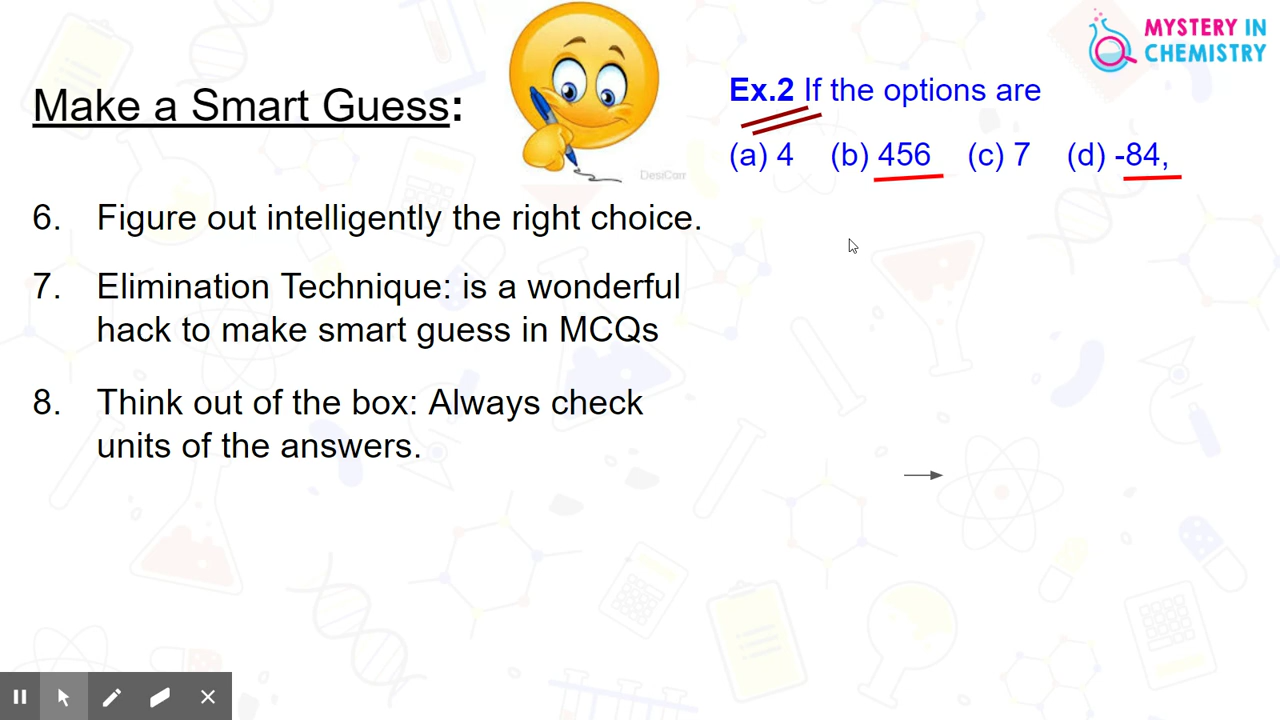 MYSTERY IN
CHEMISTRY
Make a Smart Guess:
DesiComm
6. Figure out intelligently the right choice.
7. Elimination Technique: is a wonderful
hack to make smart guess in MCQs
8. Think out of the box: Always check
units of the answers.
Ex.2 If the options are
(a) 4 (b) 456 (c) 7 (d) -84,